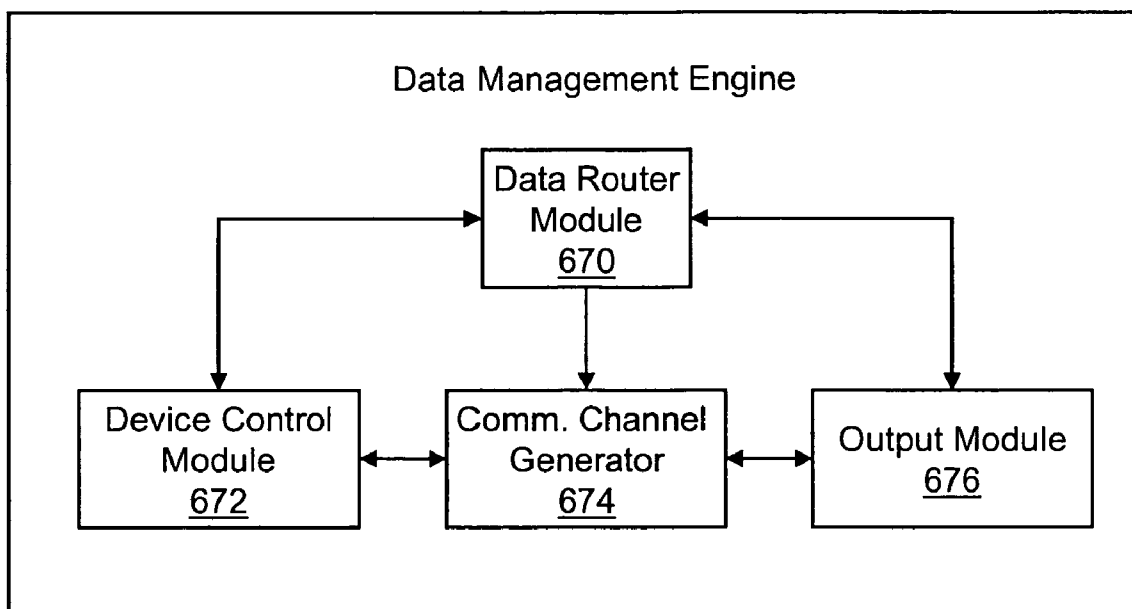 Data Management Engine
Data Router
Module
670
Device Control
Module
672
Comm. Channel
Generator
674
Output Module
676